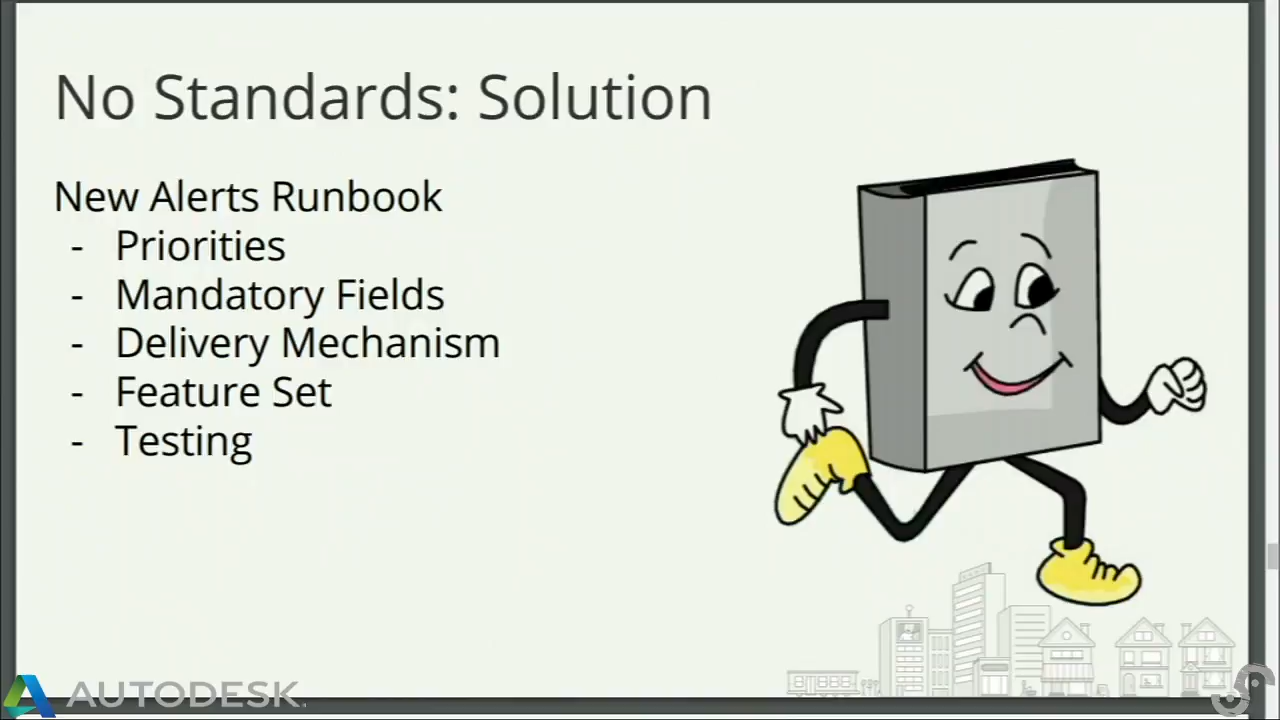 No Standards: Solution
New Alerts Runbook
- Priorities
- Mandatory Fields
- Delivery Mechanism
- Feature Set
- Testing
AUTODESK.